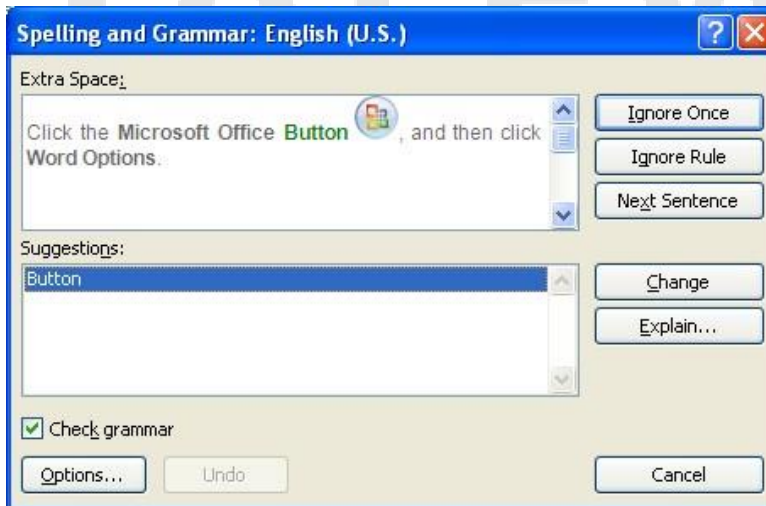 Spelling and Grammar: English (U.S.)
Extra Space:
Click the Microsoft Office Button , and then click
Word Options.
Ignore Once
Ignore Rule
Next Sentence
Suggestions:
Button
Change
Explain...
Check grammar
Options...
Undo
Cancel